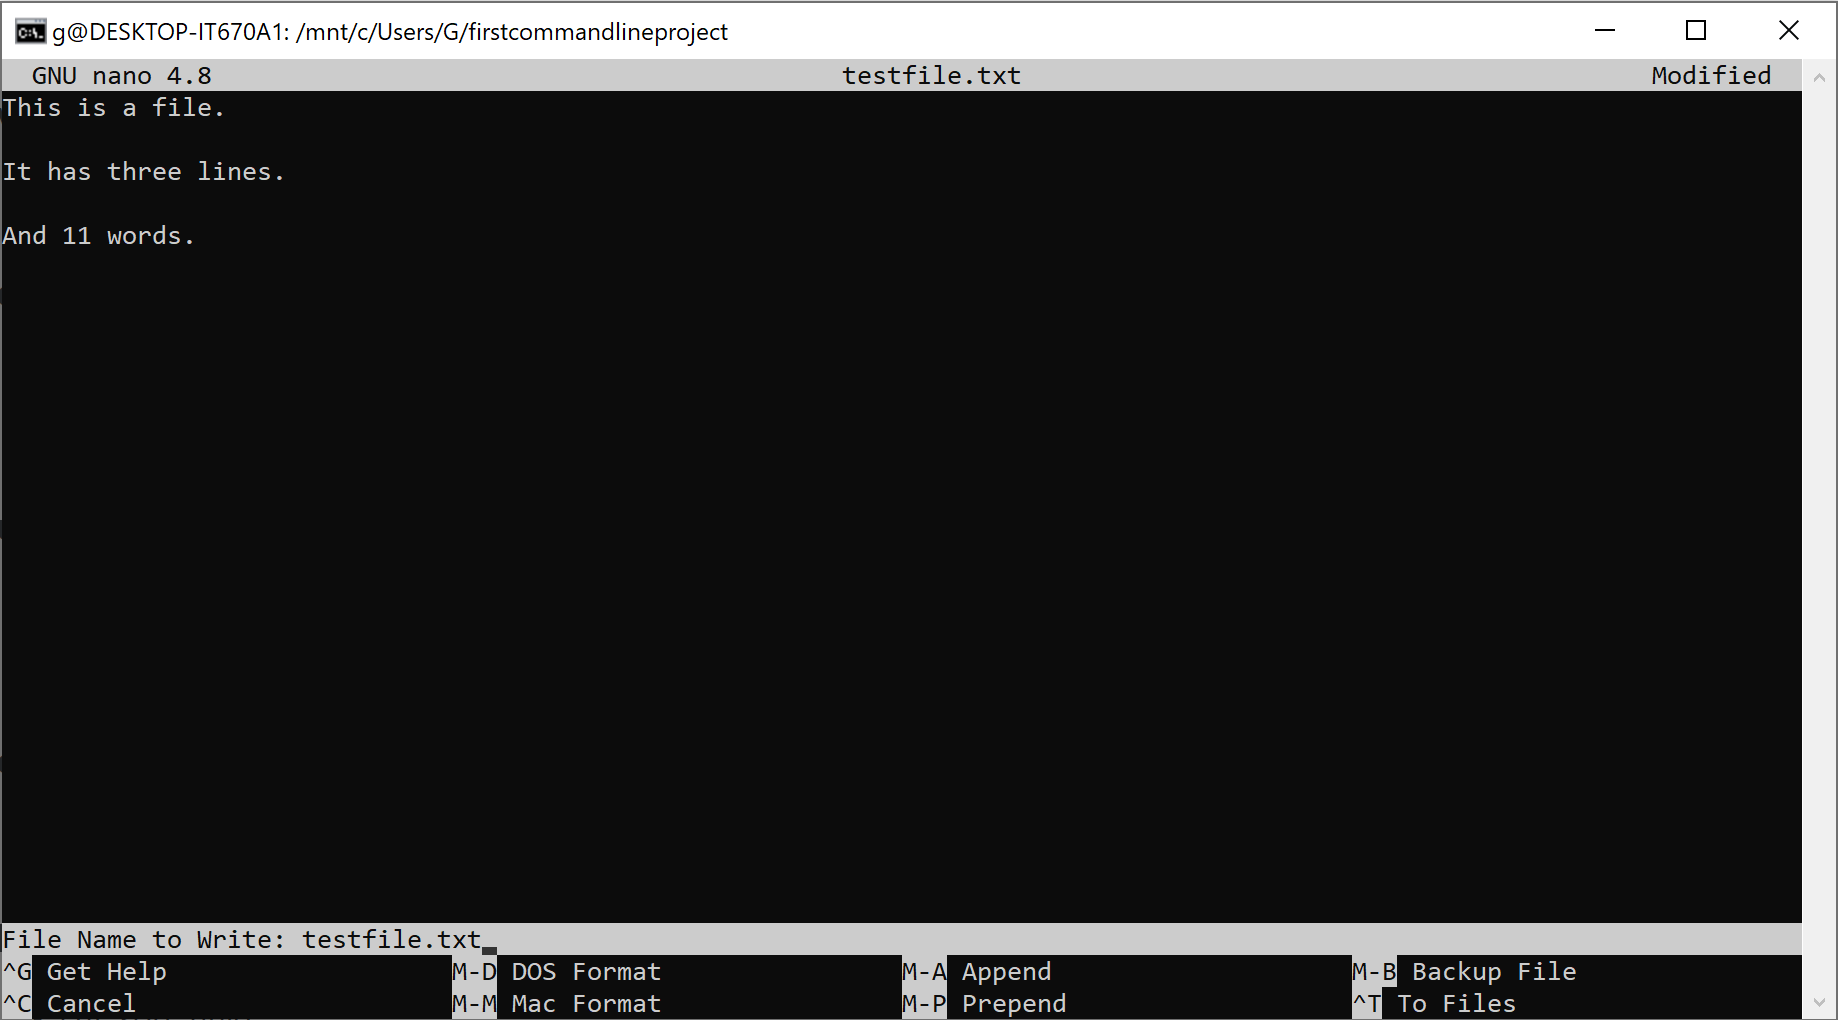 g@DESKTOP-IT670A1: /mnt/c/Users/G/firstcommandlineproject
GNU nano 4.8 testfile.txt Modified
This is a file.
It has three lines.
And 11 words.
File Name to Write: testfile.txt
^G Get Help M-D DOS Format M-A Append M-B Backup File
^C Cancel M-M Mac Format M-P Prepend ^T To Files